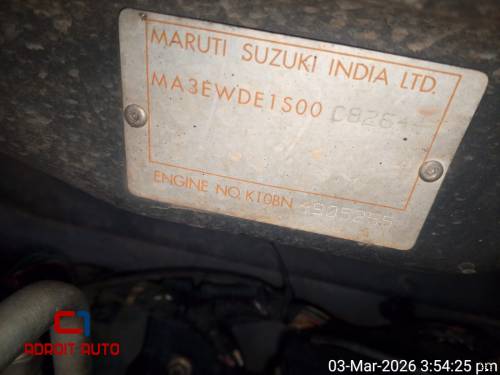 MARUTI SUZUKI INDIA LTD.
MA3EWDE1S00
ENGINE NO. K10BN
ADROIT AUTO
03-Mar-2026 3:54:25 pm